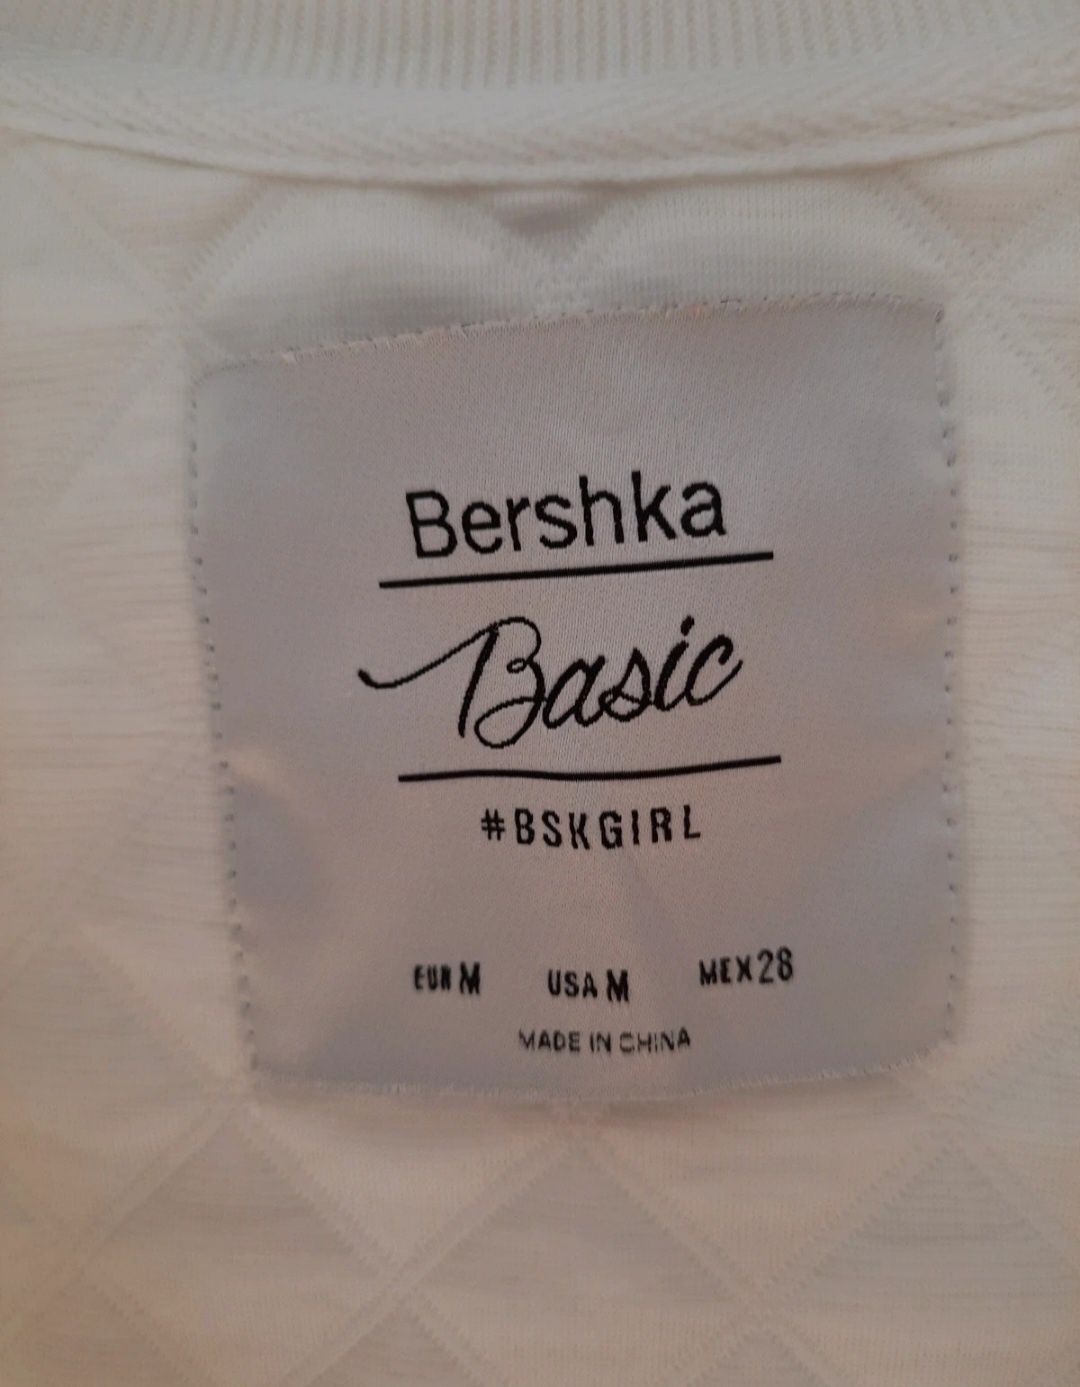 Bershka
Basic
#BSKGIRL
EUR M USA M MEX 28
MADE IN CHINA